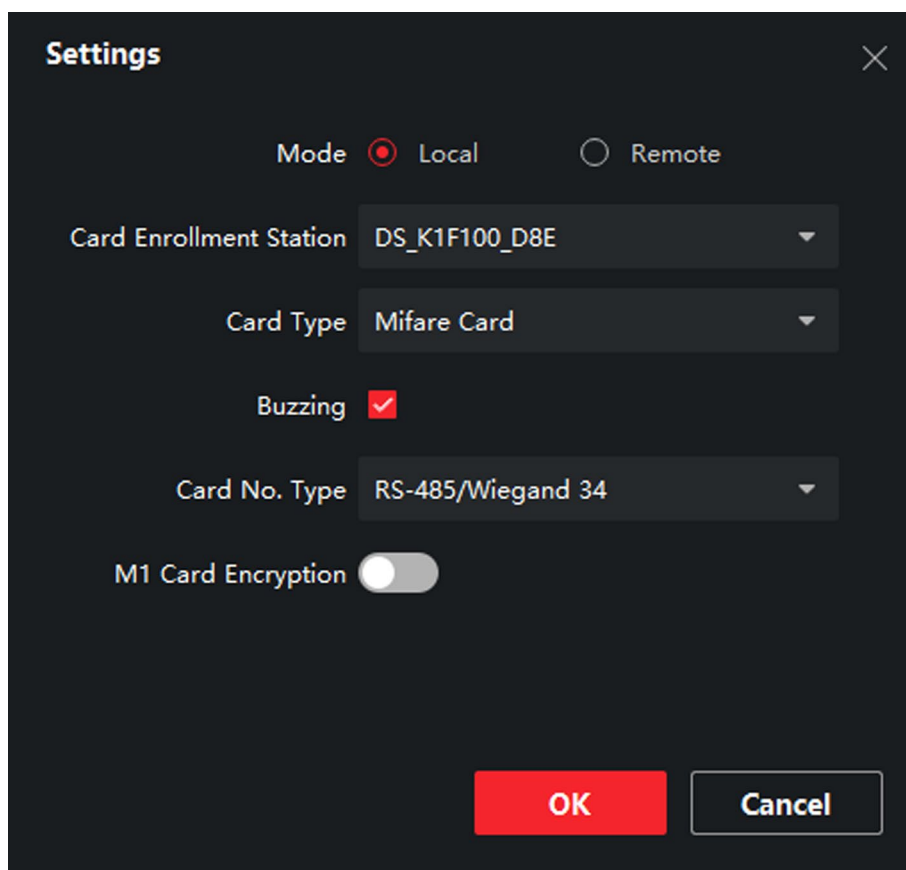 Settings
Mode Local Remote
Card Enrollment Station DS_K1F100_D8E
Card Type Mifare Card
Buzzing
Card No. Type RS-485/Wiegand 34
M1 Card Encryption
OK Cancel